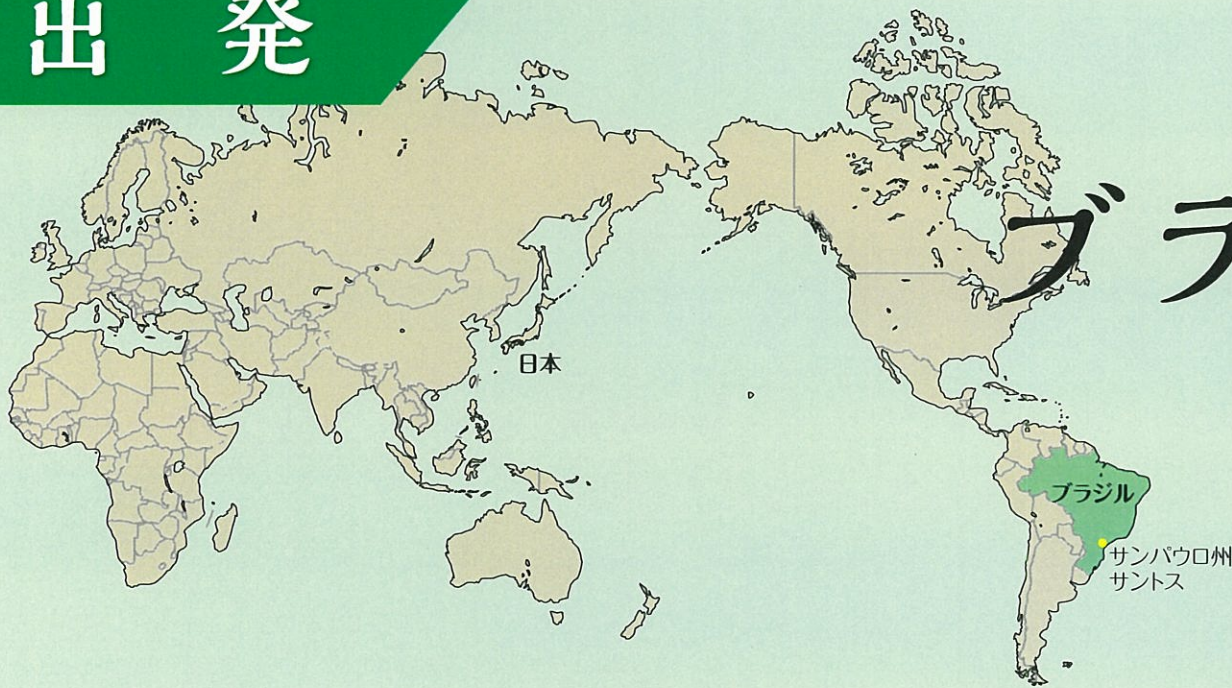 出発
ブラ
日本
ブラジル
サンパウロ州
サントス